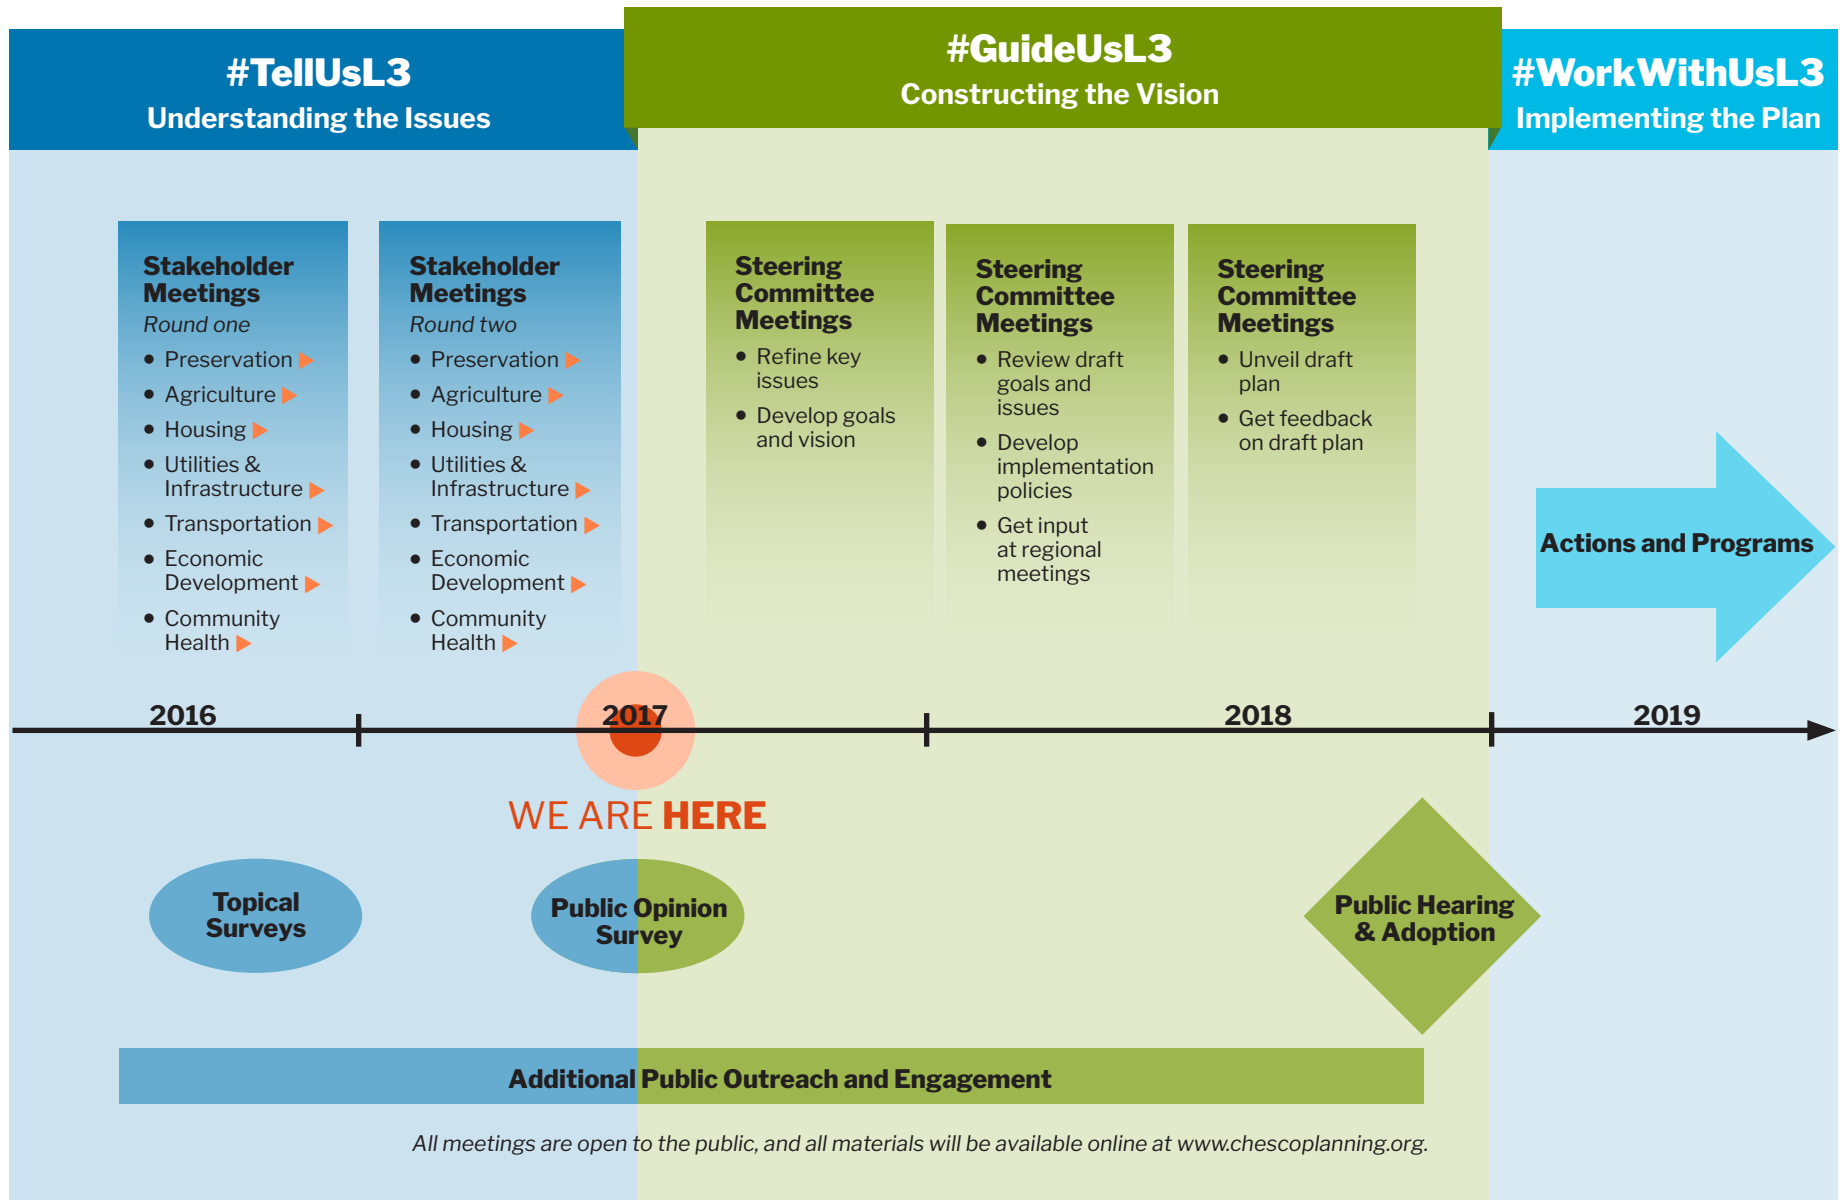 #TellUsL3
Understanding the Issues
#GuideUsL3
Constructing the Vision
#WorkWithUsL3
Implementing the Plan
Stakeholder
Meetings
Round one
• Preservation
• Agriculture
• Housing
• Utilities &
Infrastructure
• Transportation
• Economic
Development
• Community
Health
Stakeholder
Meetings
Round two
• Preservation
• Agriculture
• Housing
• Utilities &
Infrastructure
• Transportation
• Economic
Development
• Community
Health
Steering
Committee
Meetings
• Refine key
issues
• Develop goals
and vision
Steering
Committee
Meetings
• Review draft
goals and
issues
• Develop
implementation
policies
• Get input
at regional
meetings
Steering
Committee
Meetings
• Unveil draft
plan
• Get feedback
on draft plan
Actions and Programs
2016
2017
2018
2019
WE ARE HERE
Topical
Surveys
Public Opinion
Survey
Public Hearing
& Adoption
Additional Public Outreach and Engagement
All meetings are open to the public, and all materials will be available online at www.chescoplanning.org.